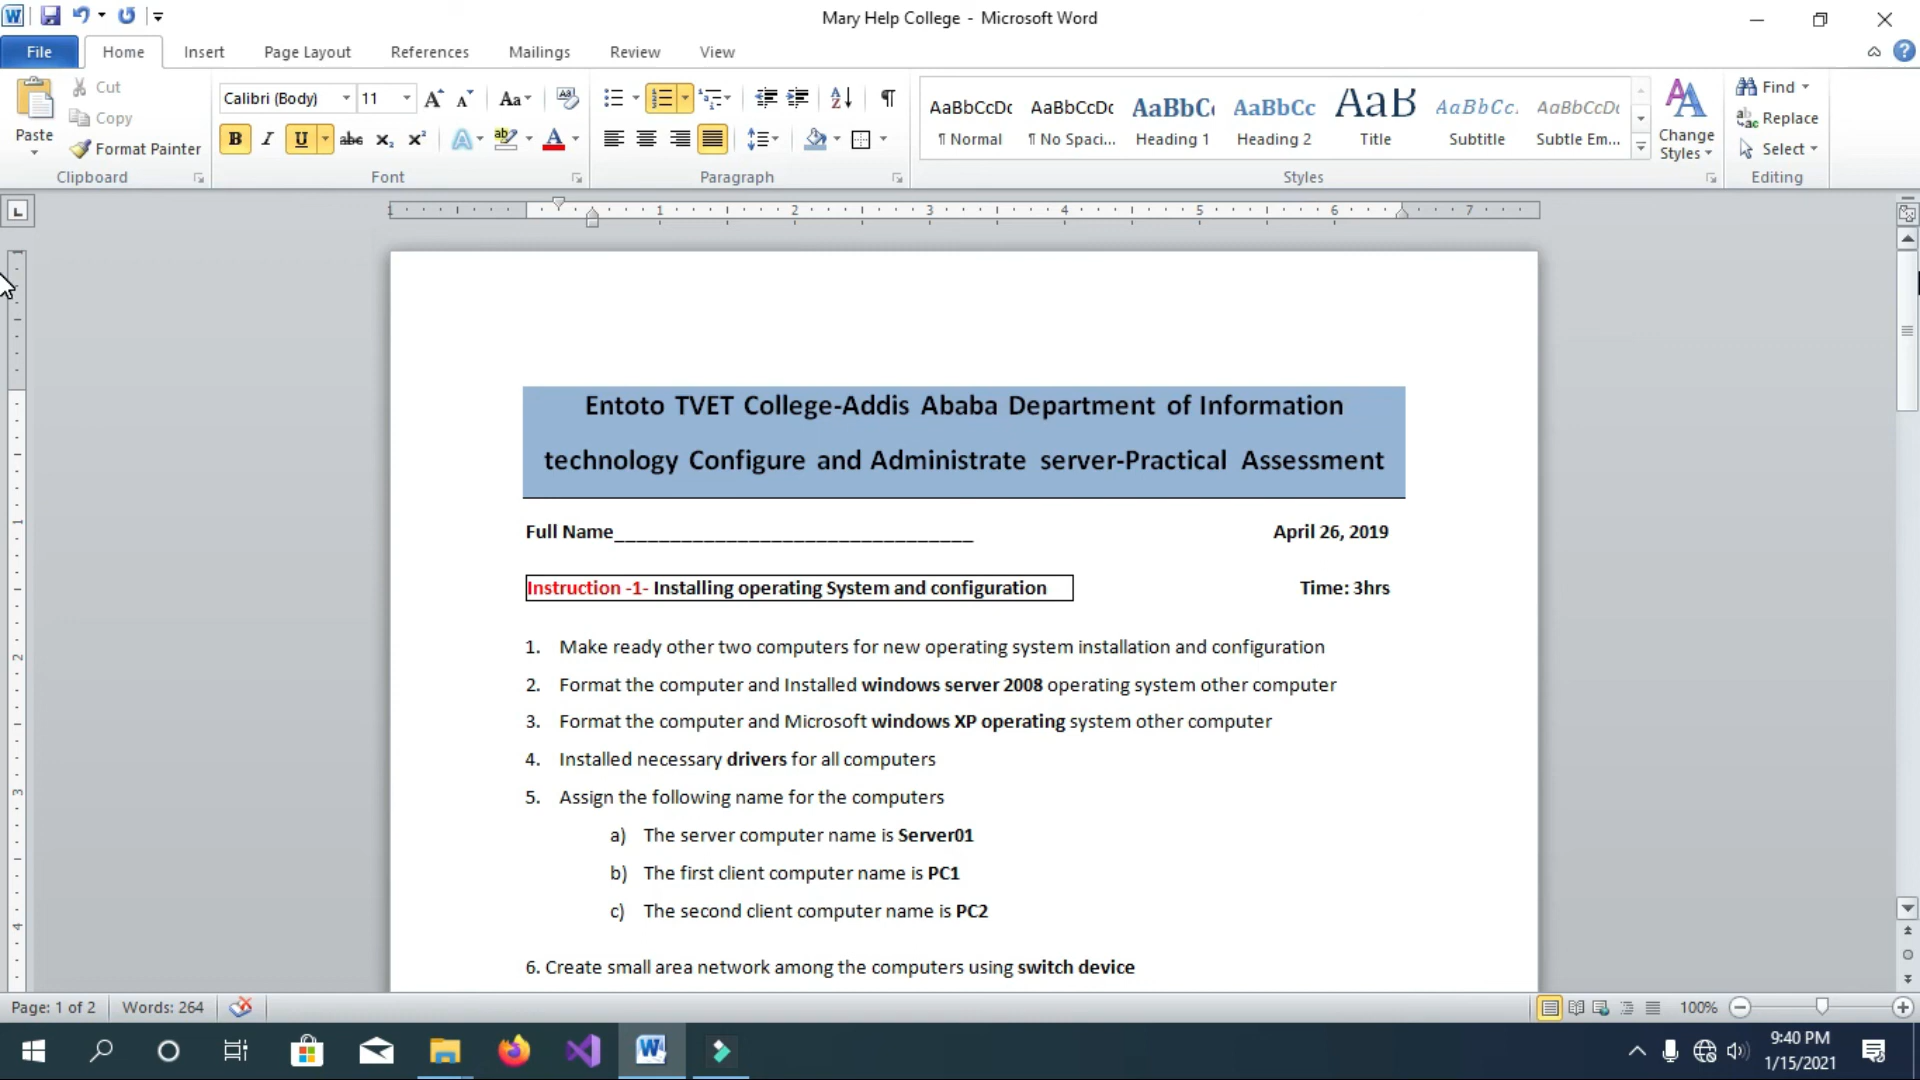 Mary Help College - Microsoft Word
File Home Insert Page Layout References Mailings Review View
Paste
Cut
Copy
Format Painter
Clipboard
Calibri (Body) 11
Font
Paragraph
AaBbCcDc AaBbCcDc AaBbC AaBbCc AaB AaBbCc. AaBbCcDc
¶ Normal ¶ No Spaci... Heading 1 Heading 2 Title Subtitle Subtle Em...
Styles
Change
Styles
Find
Replace
Select
Editing
1 1 2 3 4 5 6 7
Entoto TVET College-Addis Ababa Department of Information
technology Configure and Administrate server-Practical Assessment
Full Name________________________________ April 26, 2019
Instruction -1- Installing operating System and configuration Time: 3hrs
1. Make ready other two computers for new operating system installation and configuration
2. Format the computer and Installed windows server 2008 operating system other computer
3. Format the computer and Microsoft windows XP operating system other computer
4. Installed necessary drivers for all computers
5. Assign the following name for the computers
a) The server computer name is Server01
b) The first client computer name is PC1
c) The second client computer name is PC2
6. Create small area network among the computers using switch device
Page: 1 of 2 Words: 264 100%
9:40 PM
1/15/2021